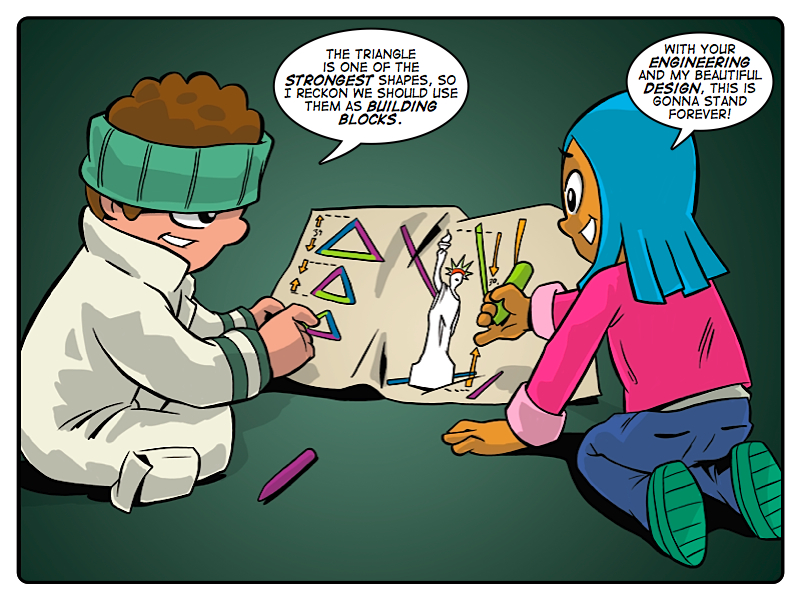 THE TRIANGLE
IS ONE OF THE
STRONGEST SHAPES, SO
I RECKON WE SHOULD USE
THEM AS BUILDING
BLOCKS.
WITH YOUR
ENGINEERING
AND MY BEAUTIFUL
DESIGN, THIS IS
GONNA STAND
FOREVER!